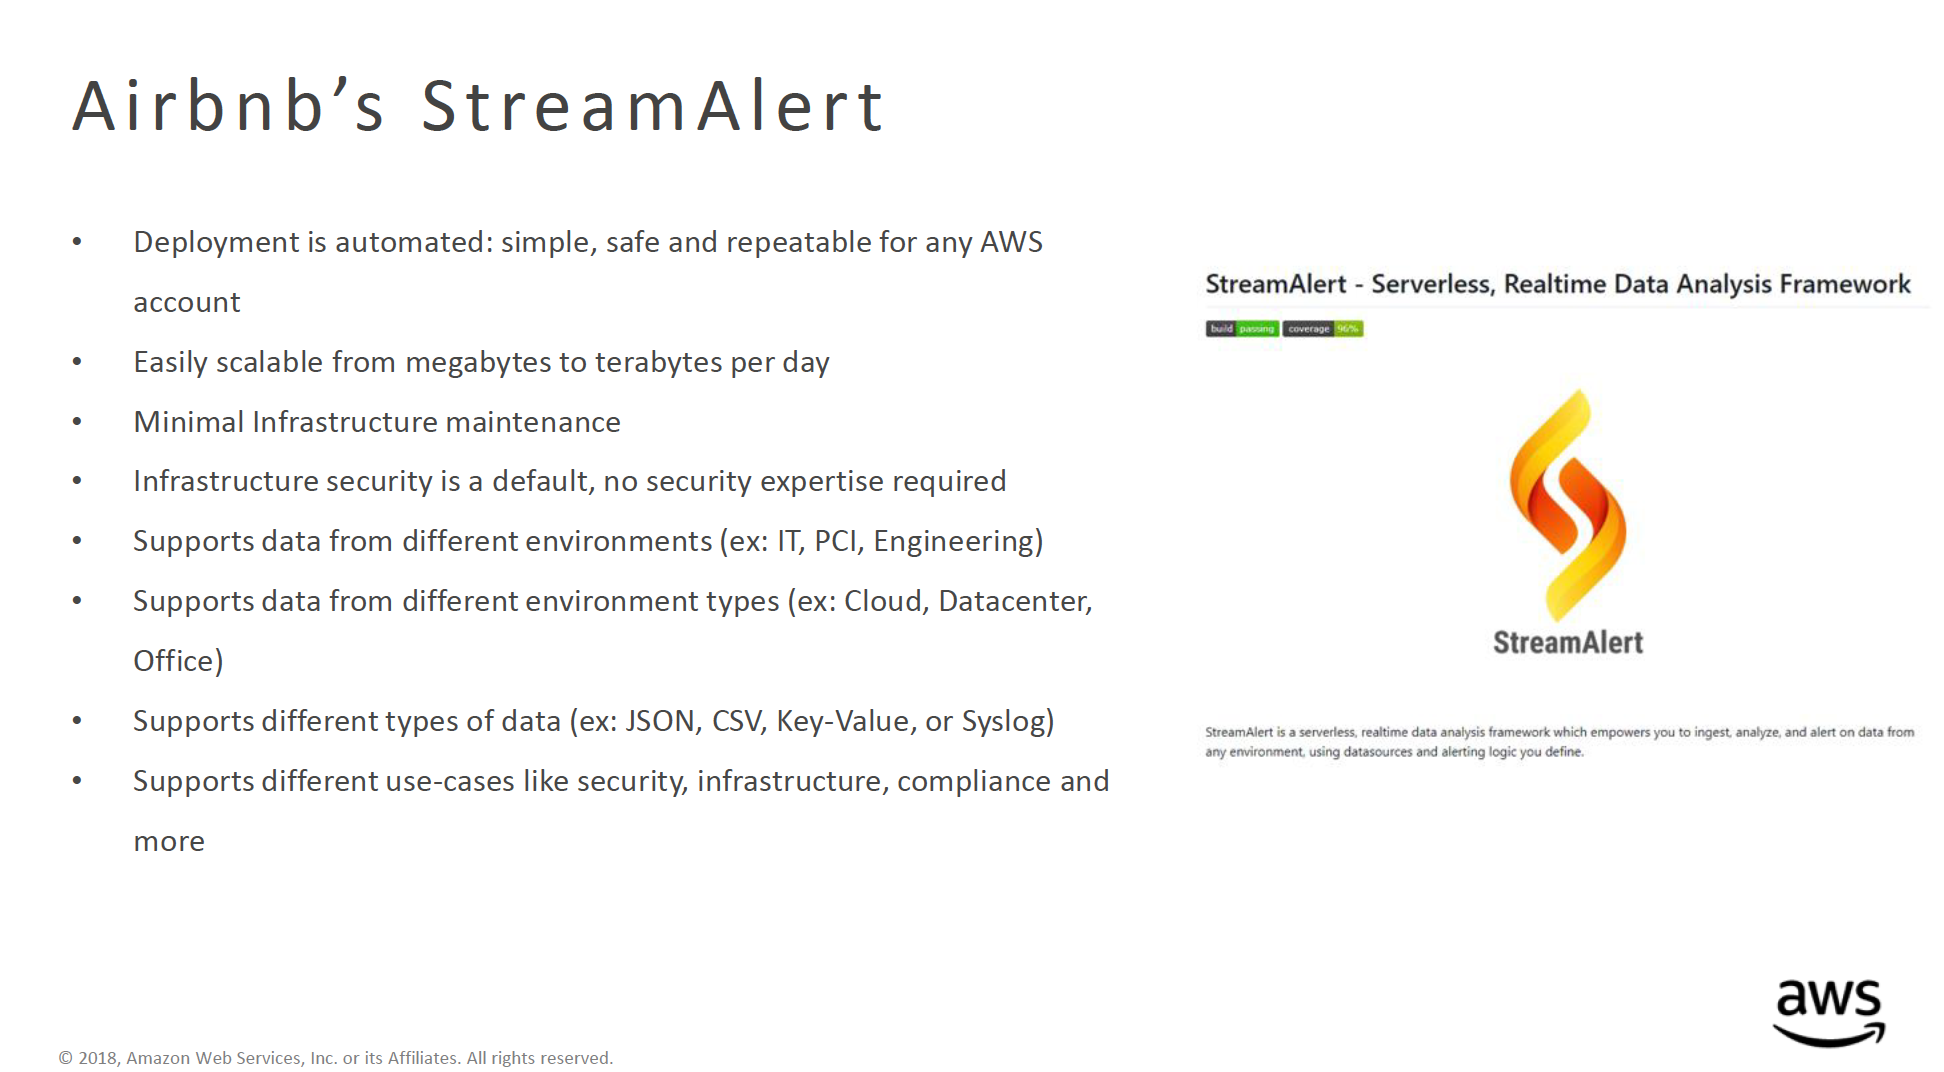 Airbnb’s StreamAlert
• Deployment is automated: simple, safe and repeatable for any AWS
account
• Easily scalable from megabytes to terabytes per day
• Minimal Infrastructure maintenance
• Infrastructure security is a default, no security expertise required
• Supports data from different environments (ex: IT, PCI, Engineering)
• Supports data from different environment types (ex: Cloud, Datacenter,
Office)
• Supports different types of data (ex: JSON, CSV, Key-Value, or Syslog)
• Supports different use-cases like security, infrastructure, compliance and
more
StreamAlert - Serverless, Realtime Data Analysis Framework
build passing coverage 96%
StreamAlert
StreamAlert is a serverless, realtime data analysis framework which empowers you to ingest, analyze, and alert on data from
any environment, using datasources and alerting logic you define.
aws
© 2018, Amazon Web Services, Inc. or its Affiliates. All rights reserved.